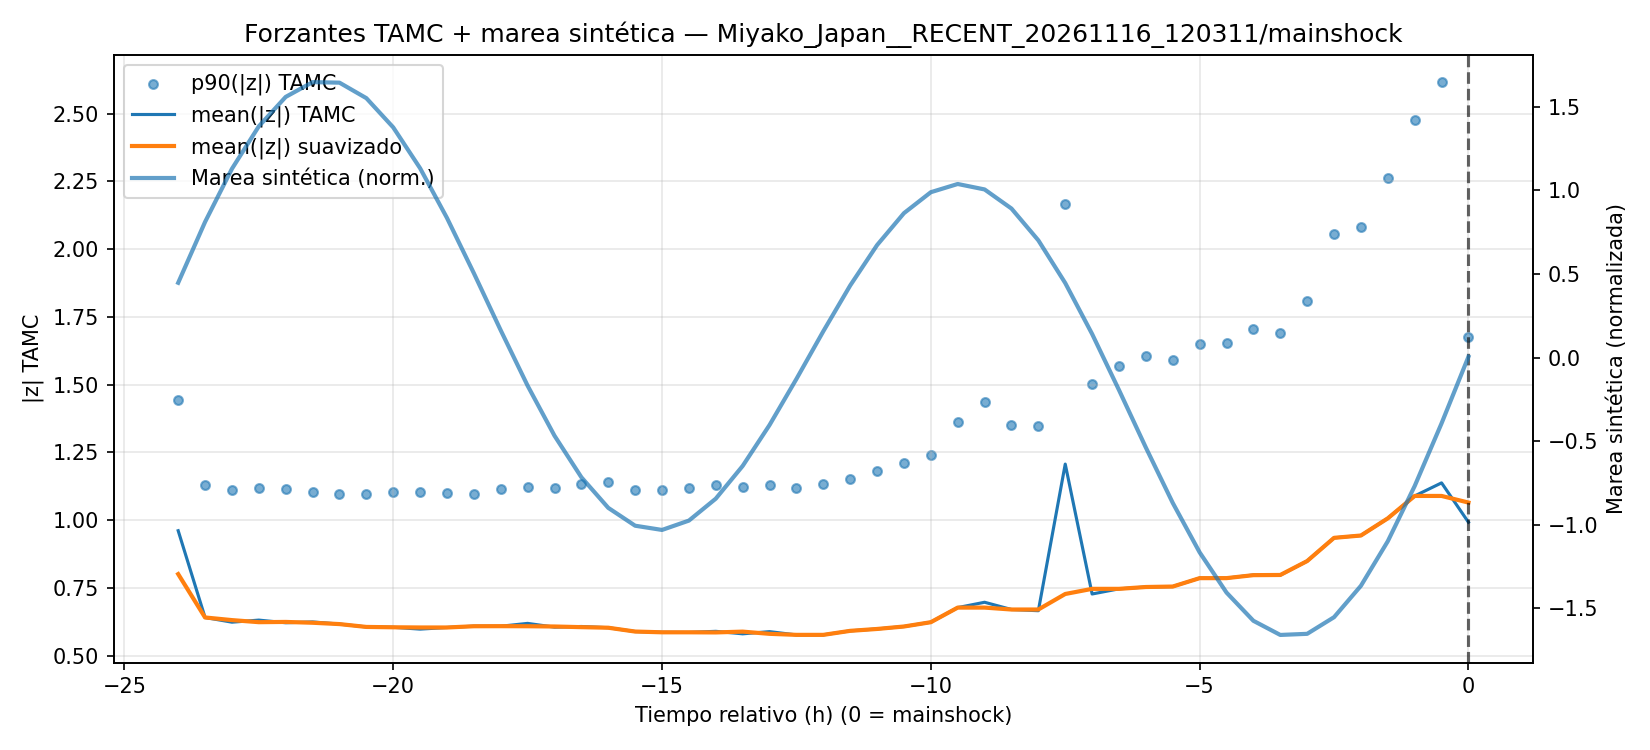 Forzantes TAMC + marea sintética — Miyako_Japan__RECENT_20261116_120311/mainshock
p90(|z|) TAMC
mean(|z|) TAMC
mean(|z|) suavizado
Marea sintética (norm.)
|z| TAMC
2.50
2.25
2.00
1.75
1.50
1.25
1.00
0.75
0.50
1.5
1.0
0.5
0.0
−0.5
−1.0
−1.5
Marea sintética (normalizada)
−25
−20
−15
−10
−5
0
Tiempo relativo (h) (0 = mainshock)